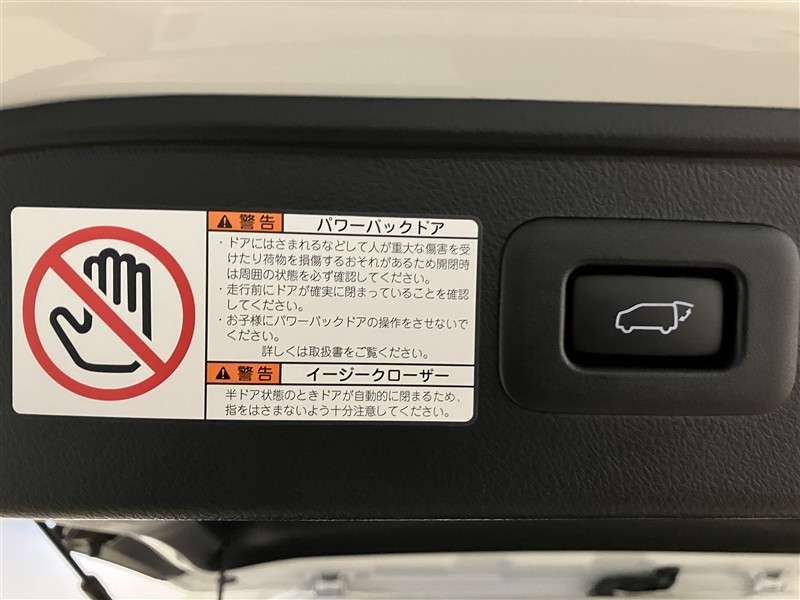 警告 パワーバックドア
・ドアにはさまれるなどして人が重大な傷害を受
けたり荷物を損傷するおそれがあるため開閉時
は周囲の状態を必ず確認してください。
・走行前にドアが確実に閉まっていることを確認
してください。
・お子様にパワーバックドアの操作をさせないで
ください。
詳しくは取扱書をご覧ください。
警告 イージークローザー
半ドア状態のときドアが自動的に閉まるため、
指をはさまないよう十分注意してください。